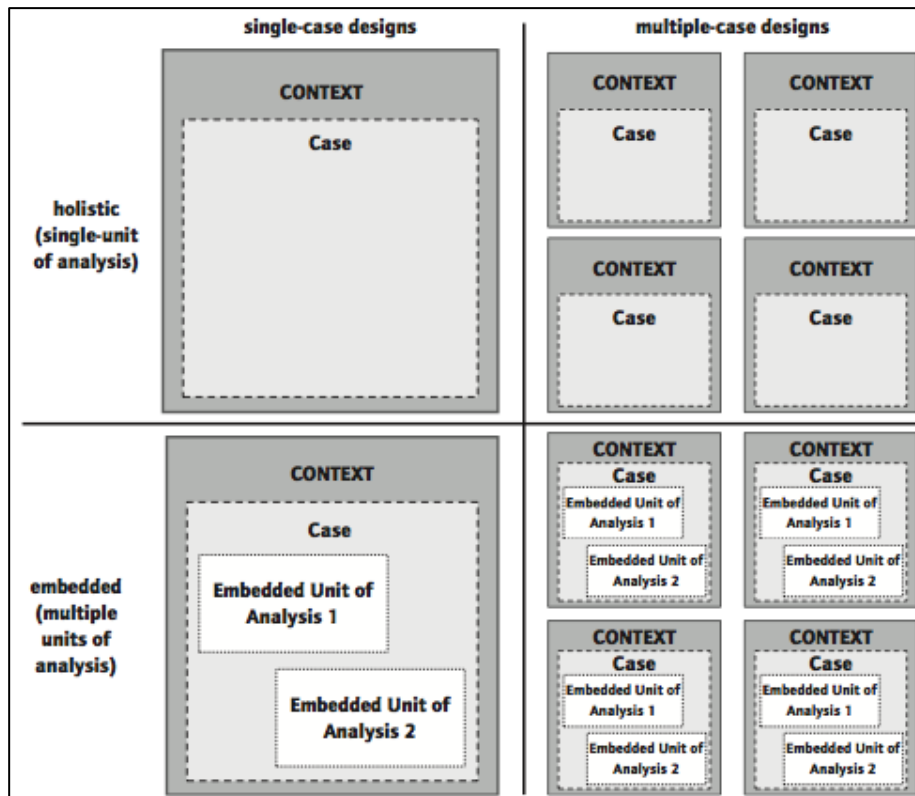 single-case designs
multiple-case designs
holistic
(single-unit
of analysis)
CONTEXT
Case
CONTEXT
Case
CONTEXT
Case
CONTEXT
Case
CONTEXT
Case
embedded
(multiple
units of
analysis)
CONTEXT
Case
Embedded Unit of
Analysis 1
Embedded Unit of
Analysis 2
CONTEXT
Case
Embedded Unit of
Analysis 1
Embedded Unit of
Analysis 2
CONTEXT
Case
Embedded Unit of
Analysis 1
Embedded Unit of
Analysis 2
CONTEXT
Case
Embedded Unit of
Analysis 1
Embedded Unit of
Analysis 2
CONTEXT
Case
Embedded Unit of
Analysis 1
Embedded Unit of
Analysis 2